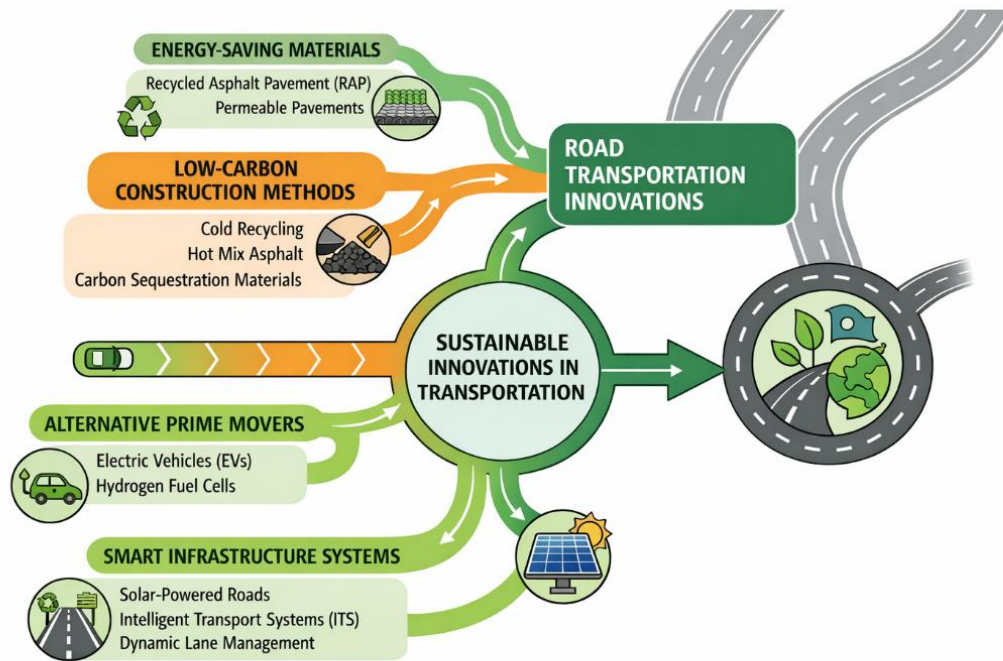 ENERGY-SAVING MATERIALS
Recycled Asphalt Pavement (RAP)
Permeable Pavements
ROAD
TRANSPORTATION
INNOVATIONS
LOW-CARBON
CONSTRUCTION METHODS
Cold Recycling
Hot Mix Asphalt
Carbon Sequestration Materials
SUSTAINABLE
INNOVATIONS IN
TRANSPORTATION
ALTERNATIVE PRIME MOVERS
Electric Vehicles (EVs)
Hydrogen Fuel Cells
SMART INFRASTRUCTURE SYSTEMS
Solar-Powered Roads
Intelligent Transport Systems (ITS)
Dynamic Lane Management